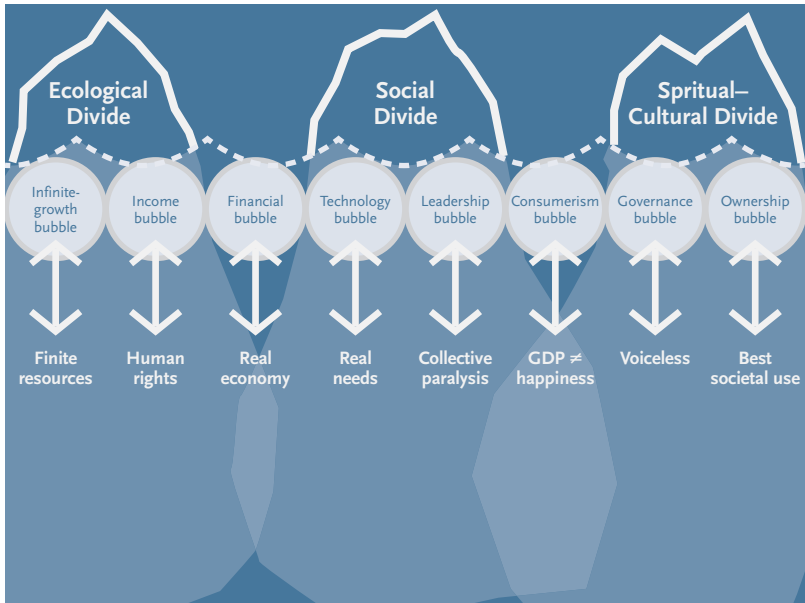 Ecological
Divide
Social
Divide
Spritual–
Cultural Divide
Infinite-
growth
bubble
Income
bubble
Financial
bubble
Technology
bubble
Leadership
bubble
Consumerism
bubble
Governance
bubble
Ownership
bubble
Finite
resources
Human
rights
Real
economy
Real
needs
Collective
paralysis
GDP ≠
happiness
Voiceless
Best
societal use